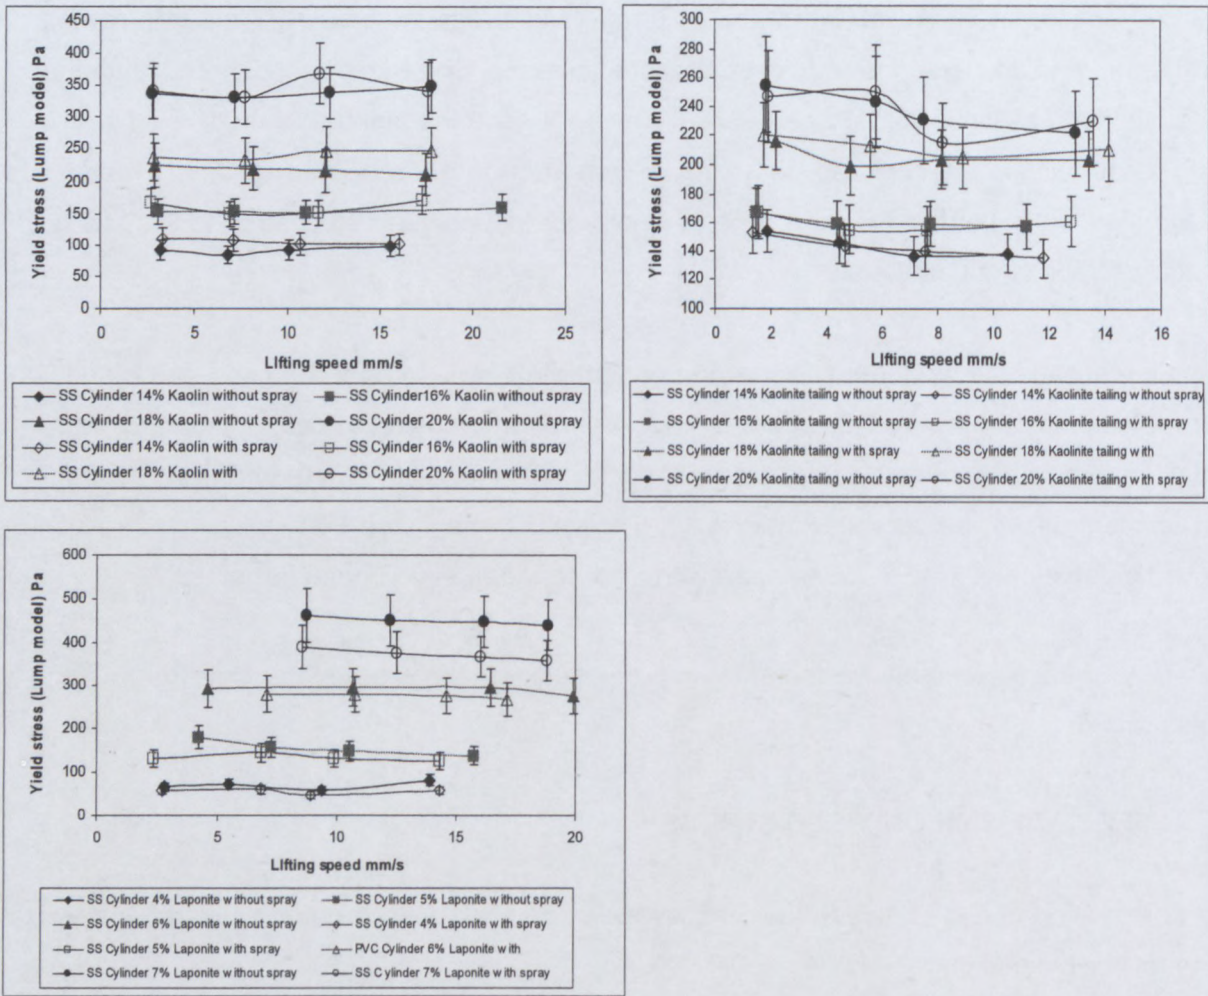 450
400
350
300
250
200
150
100
50
0
Yield stress (Lump model) Pa
0 5 10 15 20 25
LIfting speed mm/s
SS Cylinder 14% Kaolin without spray SS Cylinder16% Kaolin without spray
SS Cylinder 18% Kaolin without spray SS Cylinder 20% Kaolin without spray
SS Cylinder 14% Kaolin with spray SS Cylinder 16% Kaolin with spray
SS Cylinder 18% Kaolin with SS Cylinder 20% Kaolin with spray
300
280
260
240
220
200
180
160
140
120
100
Yield stress (Lump model) Pa
0 2 4 6 8 10 12 14 16
LIfting speed mm/s
SS Cylinder 14% Kaolinite tailing without spray SS Cylinder 14% Kaolinite tailing without spray
SS Cylinder 16% Kaolinite tailing without spray SS Cylinder 16% Kaolinite tailing with spray
SS Cylinder 18% Kaolinite tailing with spray SS Cylinder 18% Kaolinite tailing with
SS Cylinder 20% Kaolinite tailing without spray SS Cylinder 20% Kaolinite tailing with spray
600
500
400
300
200
100
0
Yield stress (Lump model) Pa
0 5 10 15 20
LIfting speed mm/s
SS Cylinder 4% Laponite without spray SS Cylinder 5% Laponite without spray
SS Cylinder 6% Laponite without spray SS Cylinder 4% Laponite with spray
SS Cylinder 5% Laponite with spray PVC Cylinder 6% Laponite with
SS Cylinder 7% Laponite without spray SS Cylinder 7% Laponite with spray